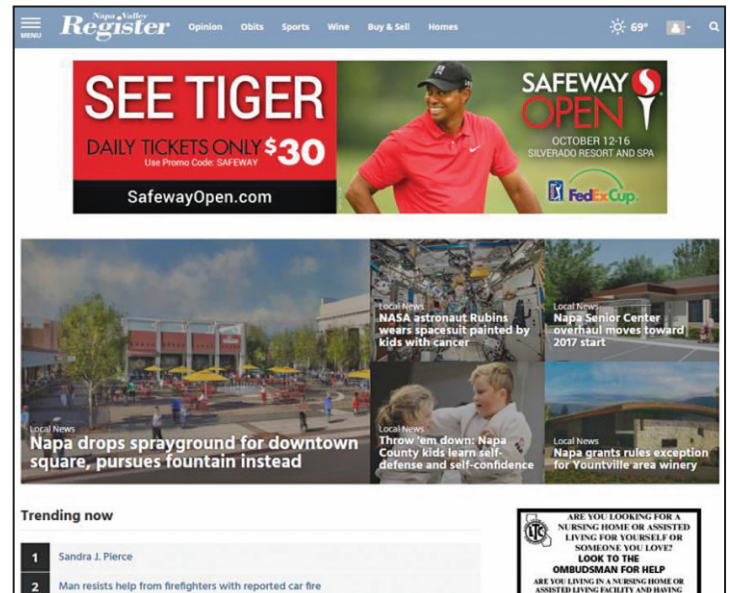 MENU
Napa Valley
Register
Opinion Obits Sports Wine Buy & Sell Homes
69°
SEE TIGER
DAILY TICKETS ONLY $30
Use Promo Code: SAFEWAY
SafewayOpen.com
SAFEWAY
OPEN
OCTOBER 12-16
SILVERADO RESORT AND SPA
FedExCup.
Local News
Napa drops sprayground for downtown
square, pursues fountain instead
Local News
NASA astronaut Rubins
wears spacesuit painted by
kids with cancer
Local News
Napa Senior Center
overhaul moves toward
2017 start
Local News
Throw 'em down: Napa
County kids learn self-
defense and self-confidence
Local News
Napa grants rules exception
for Yountville area winery
Trending now
1 Sandra J. Pierce
2 Man resists help from firefighters with reported car fire
LTC
ARE YOU LOOKING FOR A
NURSING HOME OR ASSISTED
LIVING FOR YOURSELF OR
SOMEONE YOU LOVE?
LOOK TO THE
OMBUDSMAN FOR HELP
ARE YOU LIVING IN A NURSING HOME OR
ASSISTED LIVING FACILITY AND HAVING